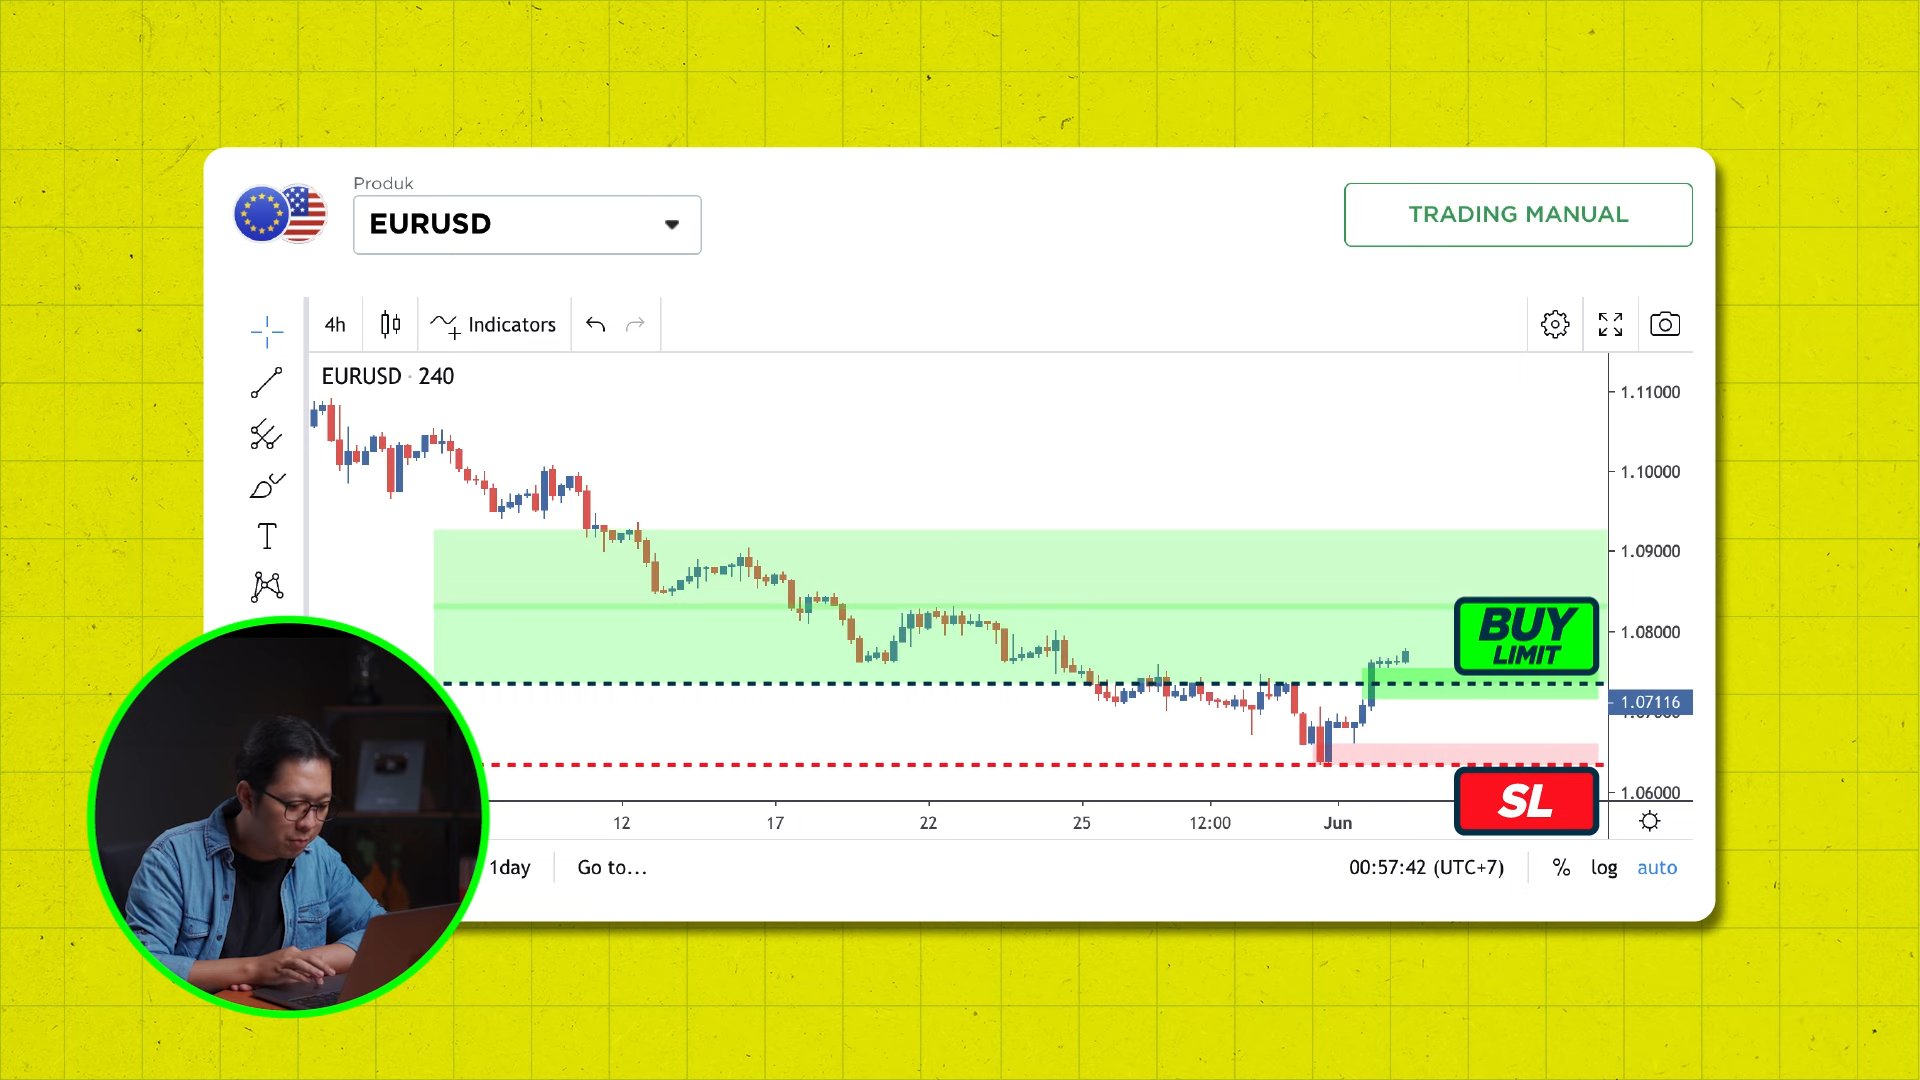 Produk
EURUSD
TRADING MANUAL
4h
Indicators
EURUSD · 240
1.11000
1.10000
1.09000
BUY
LIMIT
1.08000
1.07116
SL
1.06000
12
17
22
25
12:00
Jun
1day
Go to...
00:57:42 (UTC+7)
%
log
auto